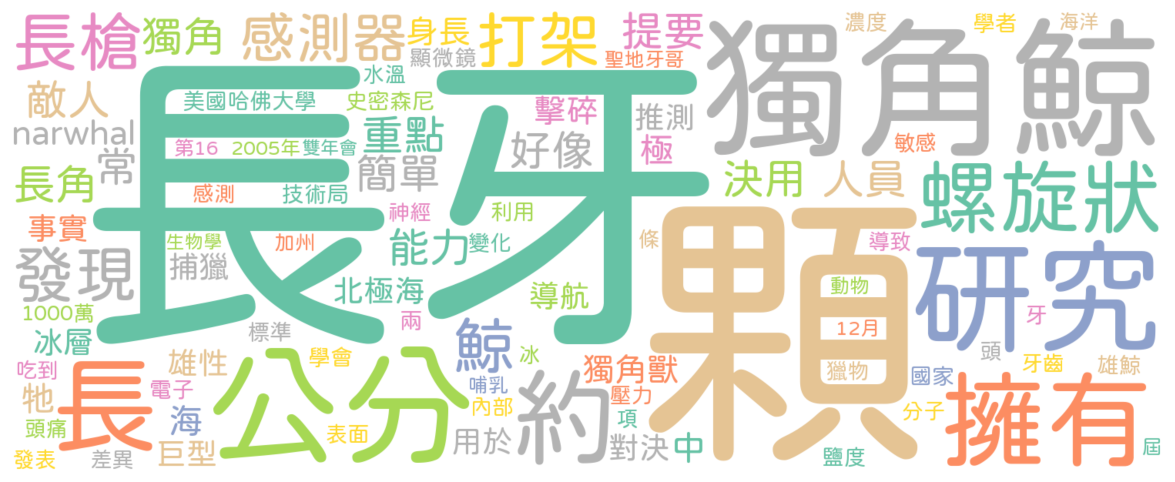 長槍
獨角
感測器
身長
打架
提要
獨角鯨
濃度
學者
海洋
顯微鏡
聖地牙哥
水溫
敵人
美國哈佛大學
史密森尼
擊碎
推測
narwhal
重點
長牙
敏感
第16
2005年
雙年會
好像
極
常
簡單
長角
感測
技術局
決用
人員
螺旋狀
神經
利用
事實
生物學
加州
能力
變化
條
導致
顆
研究
發現
捕獵
北極海
導航
動物
1000萬
兩
12月
牙
冰層
標準
鯨
學會
冰
頭
吃到
雄性
公分
獨角獸
牙齒
雄鯨
獵物
國家
牠
長
電子
哺乳
約
壓力
擁有
海
內部
項
分子
頭痛
表面
用於
對決
中
發表
差異
巨型
鹽度
屆